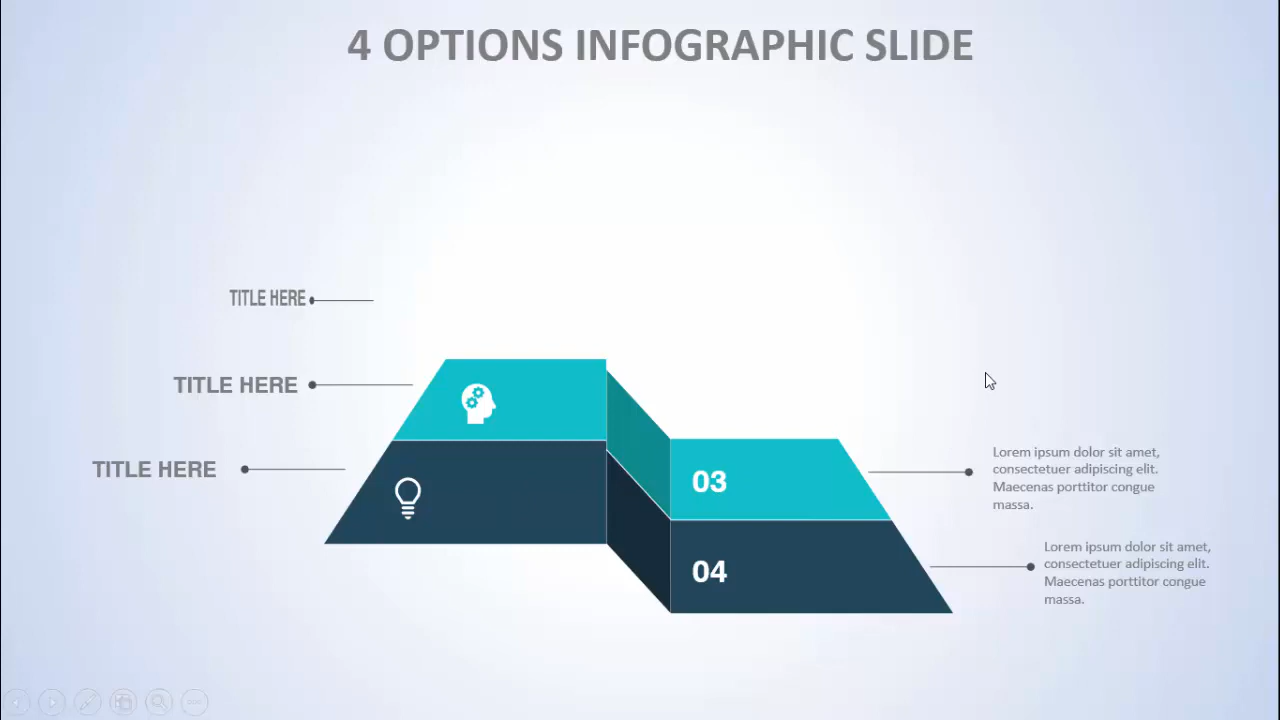 4 OPTIONS INFOGRAPHIC SLIDE
TITLE HERE
TITLE HERE
TITLE HERE
03
Lorem ipsum dolor sit amet,
consectetuer adipiscing elit.
Maecenas porttitor congue
massa.
04
Lorem ipsum dolor sit amet,
consectetuer adipiscing elit.
Maecenas porttitor congue
massa.